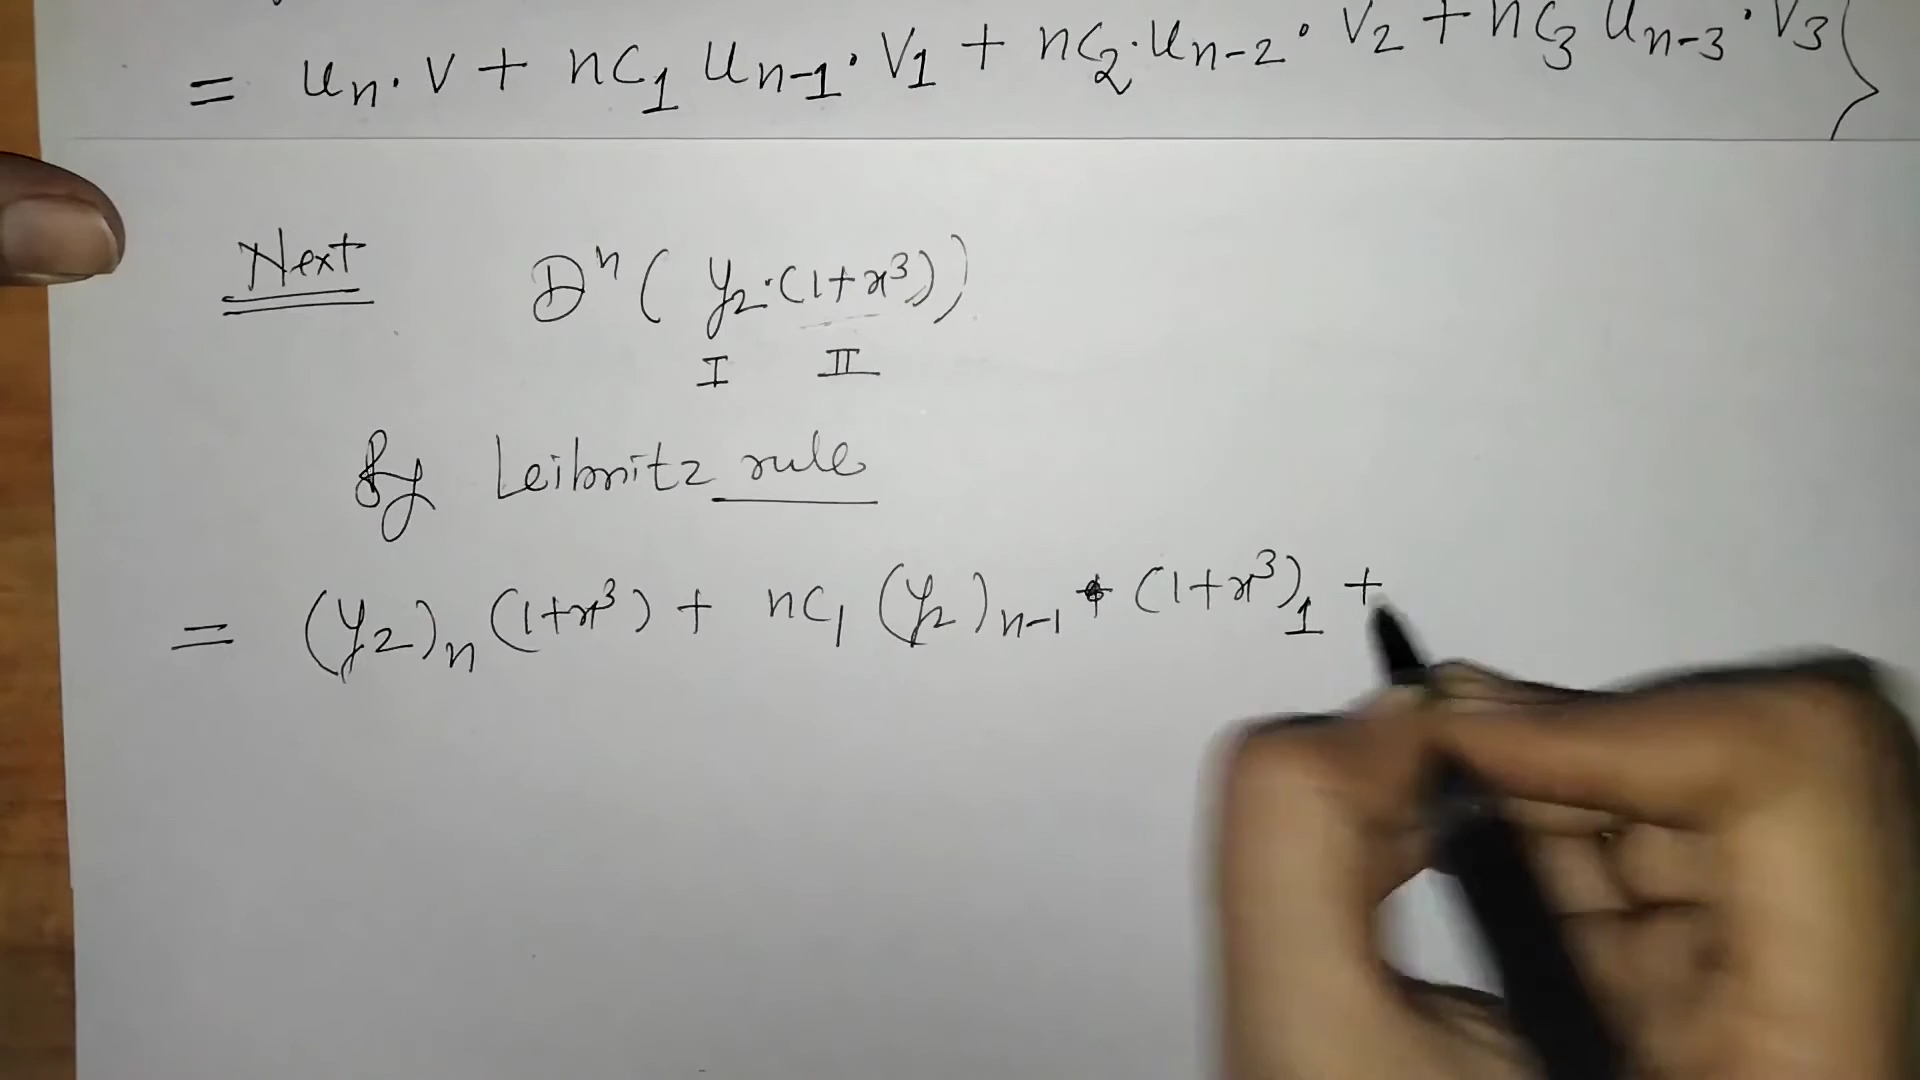 = uₙ · v + nc₁ uₙ₋₁ · v₁ + nc₂ · uₙ₋₂ · v₂ + nc₃ uₙ₋₃ · v₃ }
Next Dⁿ ( y₂ · (1+x³) )
I II
By Leibnitz rule
= (y₂)ₙ (1+x³) + nc₁ (y₂)ₙ₋₁ · (1+x³)₁ +